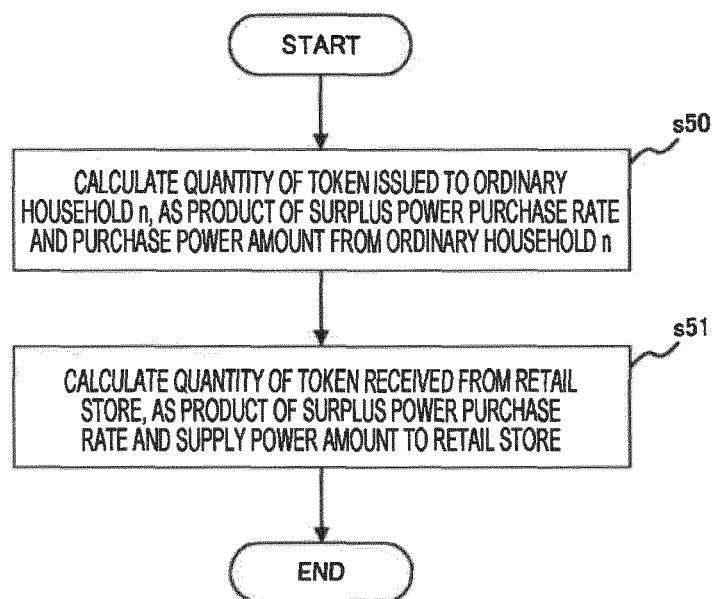 START
s50
CALCULATE QUANTITY OF TOKEN ISSUED TO ORDINARY
HOUSEHOLD n, AS PRODUCT OF SURPLUS POWER PURCHASE RATE
AND PURCHASE POWER AMOUNT FROM ORDINARY HOUSEHOLD n
s51
CALCULATE QUANTITY OF TOKEN RECEIVED FROM RETAIL
STORE, AS PRODUCT OF SURPLUS POWER PURCHASE
RATE AND SUPPLY POWER AMOUNT TO RETAIL STORE
END